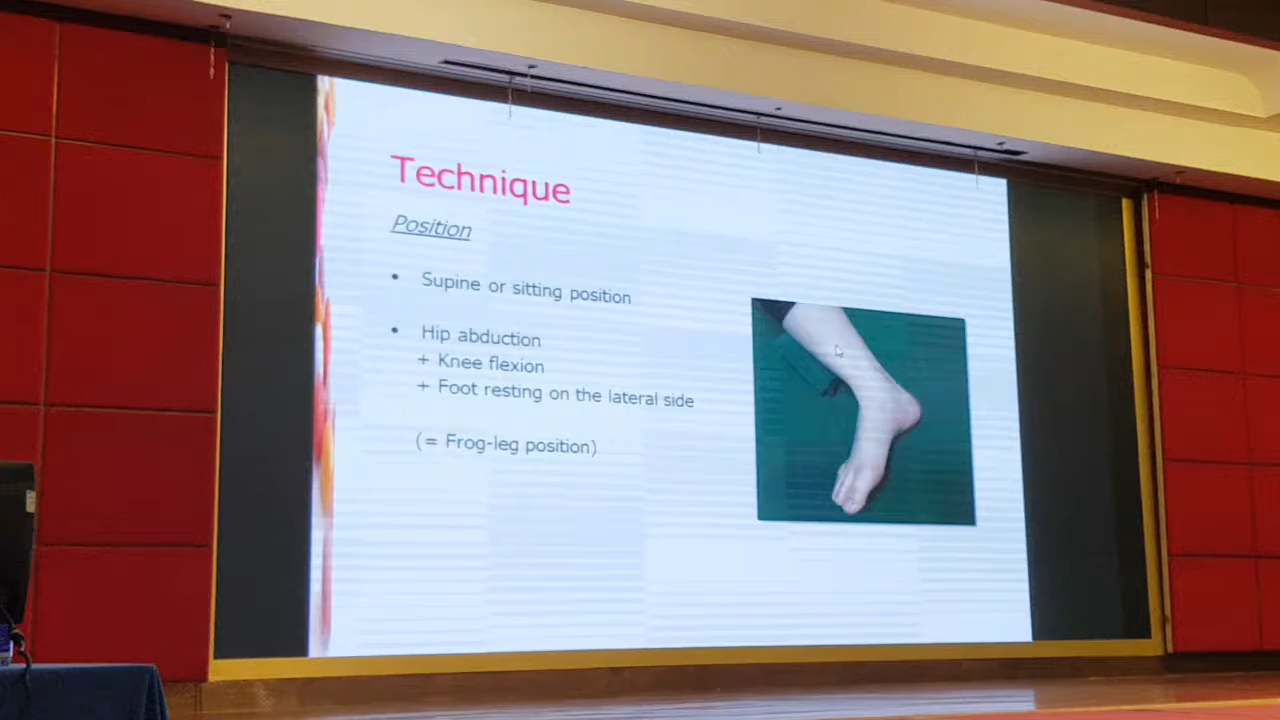 Technique
Position
• Supine or sitting position
• Hip abduction
+ Knee flexion
+ Foot resting on the lateral side
(= Frog-leg position)